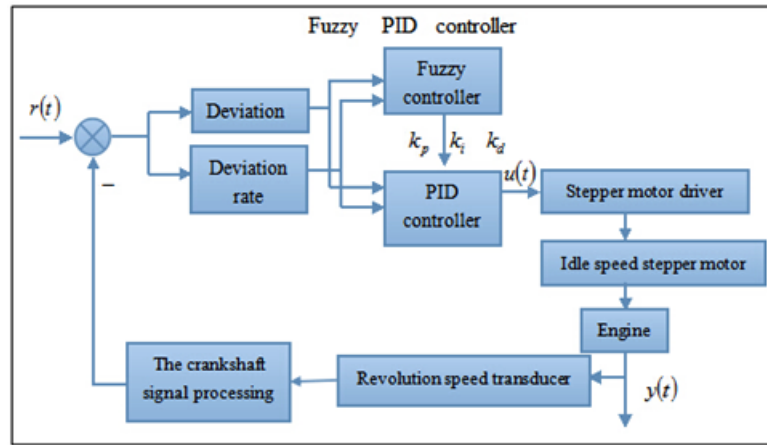 Fuzzy PID controller
r(t)
−
Deviation
Deviation
rate
Fuzzy
controller
k_p k_i k_d
PID
controller
u(t)
Stepper motor driver
Idle speed stepper motor
Engine
y(t)
Revolution speed transducer
The crankshaft
signal processing